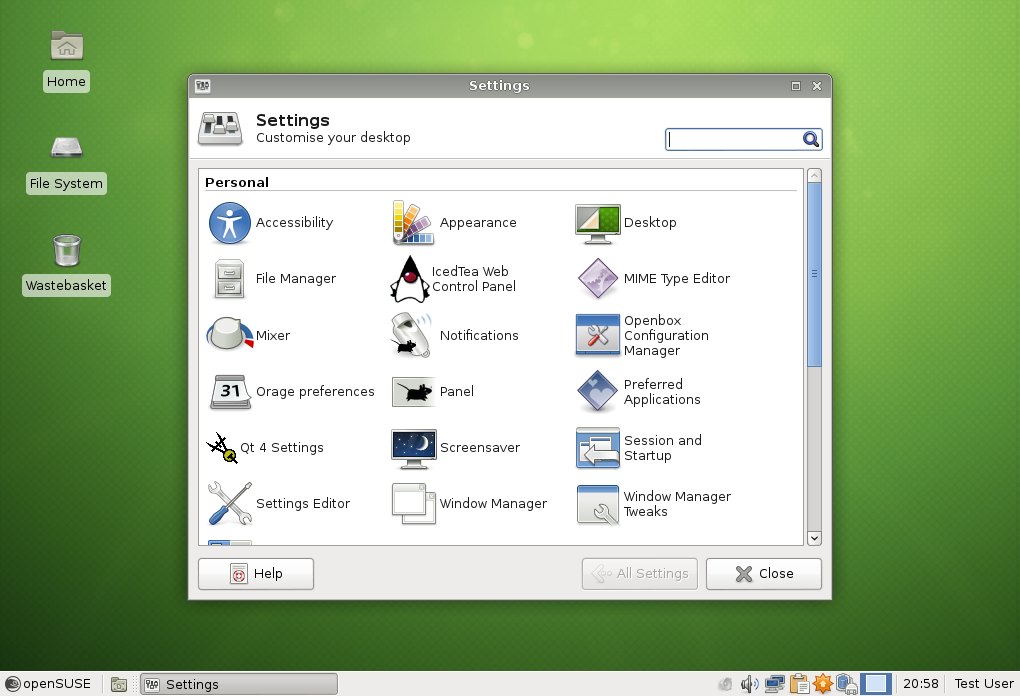 Home
File System
Wastebasket
Settings
Settings
Customise your desktop
Personal
Accessibility
Appearance
Desktop
File Manager
IcedTea Web
Control Panel
MIME Type Editor
Mixer
Notifications
Openbox
Configuration
Manager
31
Orage preferences
Panel
Preferred
Applications
Qt 4 Settings
Screensaver
Session and
Startup
Settings Editor
Window Manager
Window Manager
Tweaks
Help
All Settings
Close
openSUSE
Settings
20:58
Test User